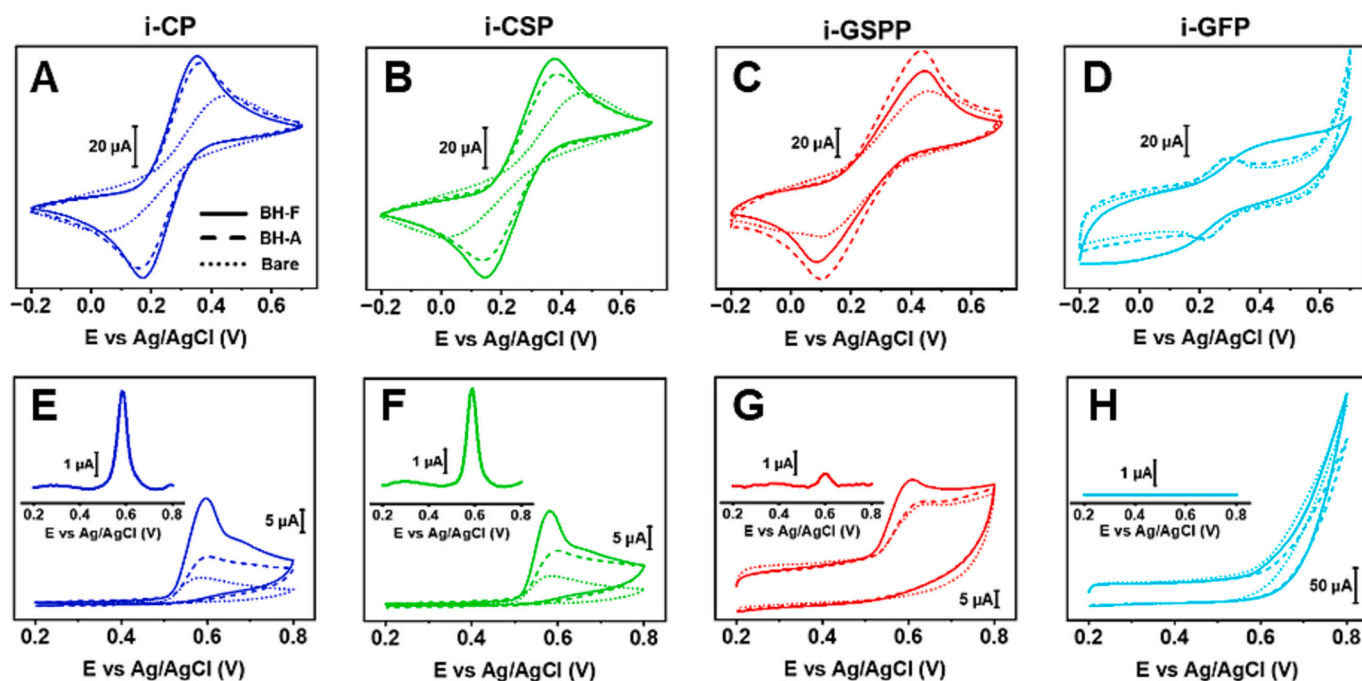 i-CP i-CSP i-GSPP i-GFP
A B C D
20 µA 20 µA 20 µA 20 µA
BH-F
BH-A
Bare
−0.2 0.0 0.2 0.4 0.6 −0.2 0.0 0.2 0.4 0.6 −0.2 0.0 0.2 0.4 0.6 −0.2 0.0 0.2 0.4 0.6
E vs Ag/AgCl (V) E vs Ag/AgCl (V) E vs Ag/AgCl (V) E vs Ag/AgCl (V)
E F G H
1 µA 1 µA 1 µA 1 µA
0.2 0.4 0.6 0.8 0.2 0.4 0.6 0.8 0.2 0.4 0.6 0.8 0.2 0.4 0.6 0.8
E vs Ag/AgCl (V) E vs Ag/AgCl (V) E vs Ag/AgCl (V) E vs Ag/AgCl (V)
5 µA 5 µA 5 µA 50 µA
0.2 0.4 0.6 0.8 0.2 0.4 0.6 0.8 0.2 0.4 0.6 0.8 0.2 0.4 0.6 0.8
E vs Ag/AgCl (V) E vs Ag/AgCl (V) E vs Ag/AgCl (V) E vs Ag/AgCl (V)